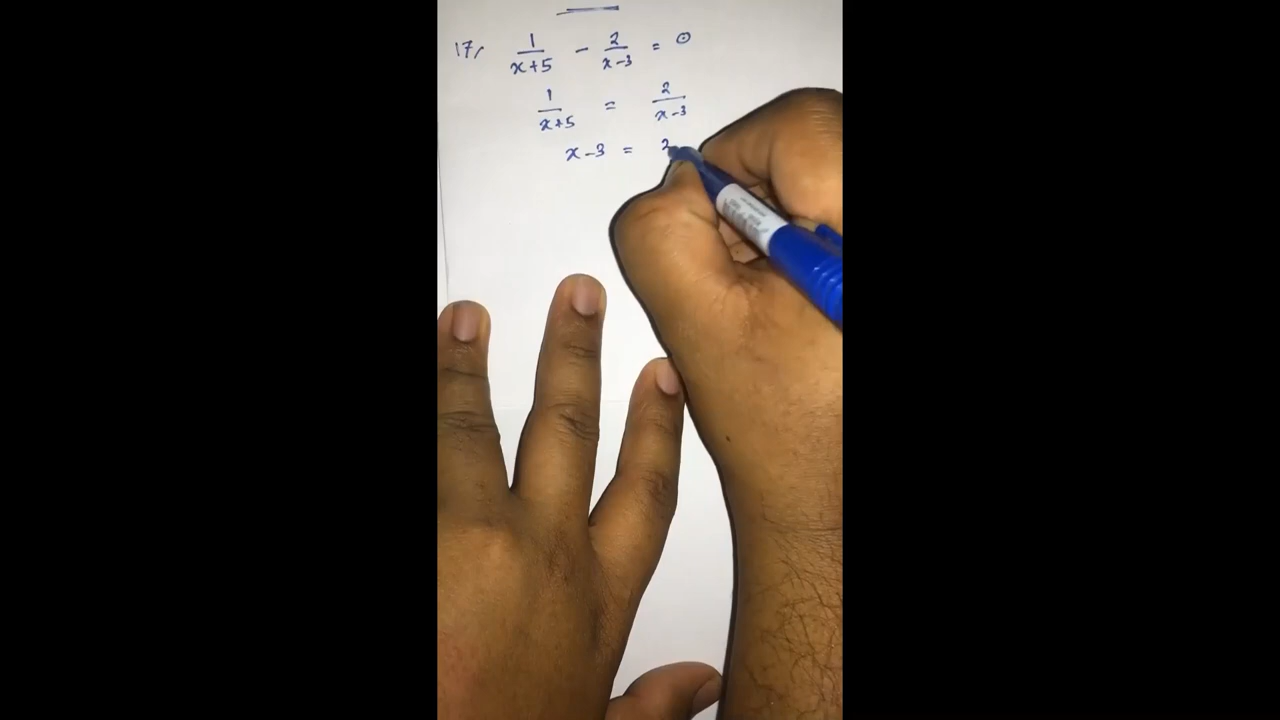 17, 1/(x+5) - 2/(x-3) = 0
1/(x+5) = 2/(x-3)
x-3 = 2